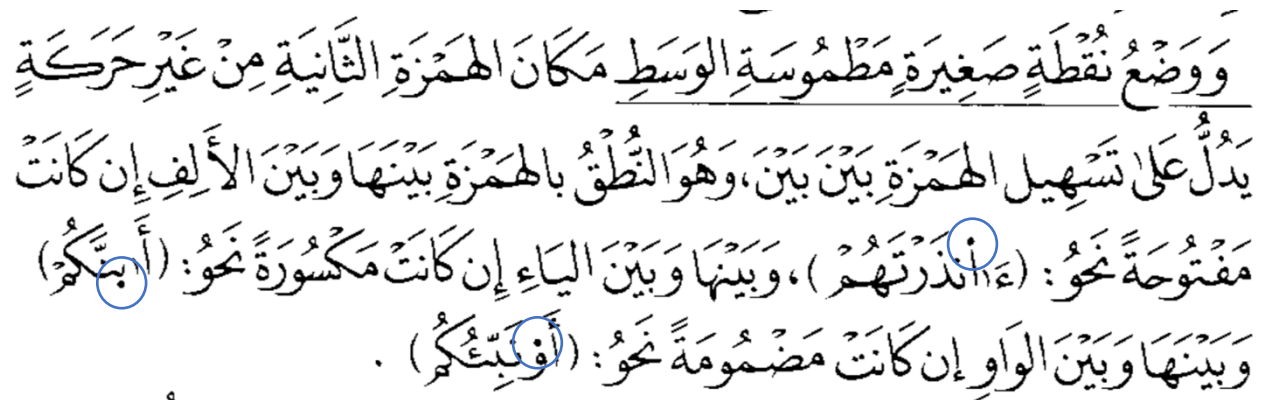 وَوَضْعُ نُقْطَةٍ صَغِيرَةٍ مَطْمُوسَةِ الوَسَطِ مَكَانَ الهَمْزَةِ الثَّانِيَةِ مِنْ غَيْرِ حَرَكَةٍ
يَدُلُّ عَلَىٰ تَسْهِيلِ الهَمْزَةِ بَيْنَ بَيْنَ، وَهُوَ النُّطْقُ بِالهَمْزَةِ بَيْنَهَا وَبَيْنَ الأَلِفِ إِن كَانَتْ
مَفْتُوحَةً نَحْوُ: (ءَاٰنذَرْتَهُمْ)، وَبَيْنَهَا وَبَيْنَ اليَاءِ إِن كَانَتْ مَكْسُورَةً نَحْوُ: (أَاٜنَّكُمْ)
وَبَيْنَهَا وَبَيْنَ الوَاوِ إِن كَانَتْ مَضْمُومَةً نَحْوُ: (أَو۬نَبِّئُكُم).